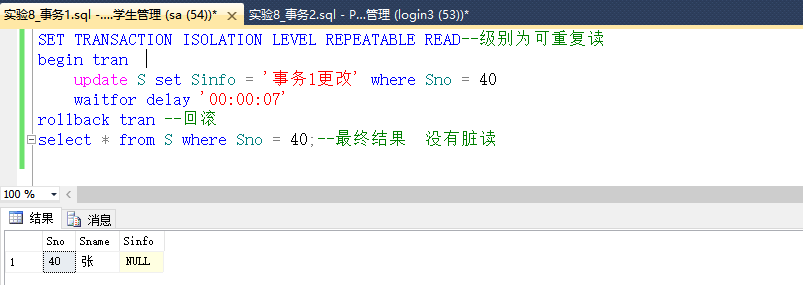 实验8_事务1.sql -....学生管理 (sa (54))* 实验8_事务2.sql - P...管理 (login3 (53))*
SET TRANSACTION ISOLATION LEVEL REPEATABLE READ--级别为可重复读
begin tran
update S set Sinfo = '事务1更改' where Sno = 40
waitfor delay '00:00:07'
rollback tran --回滚
select * from S where Sno = 40;--最终结果 没有脏读
100 %
结果 消息
Sno Sname Sinfo
1 40 张 NULL